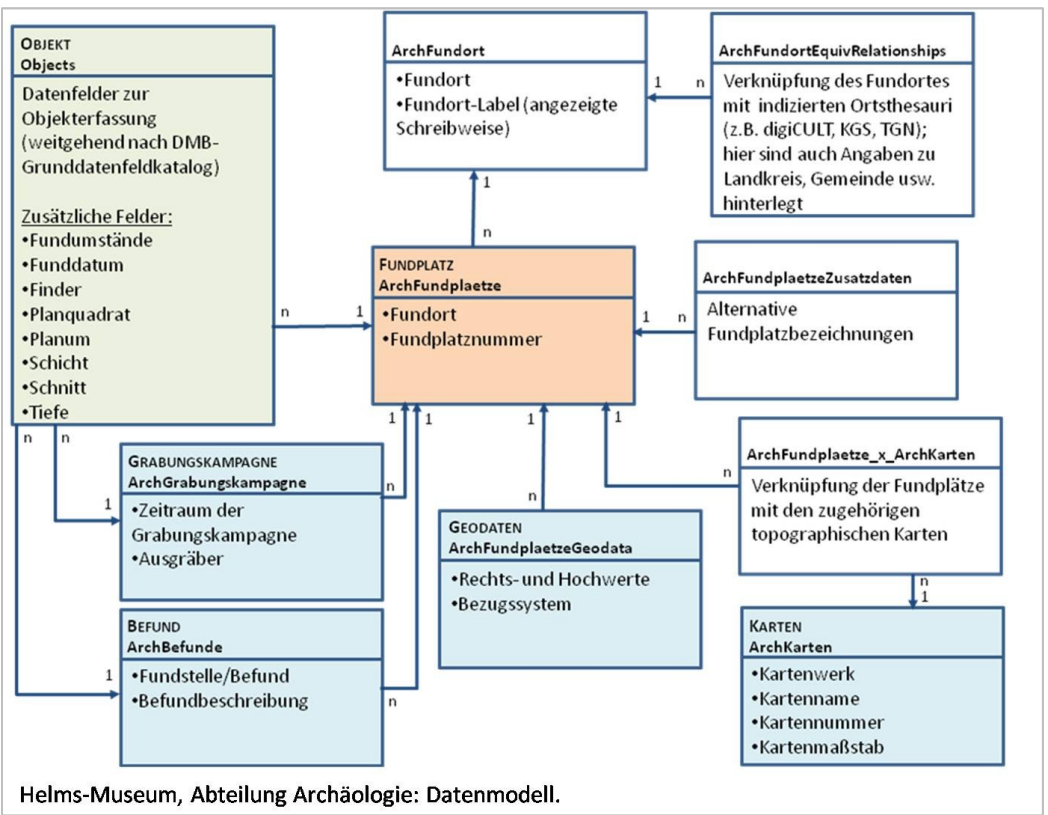 OBJEKT
Objects
Datenfelder zur
Objekterfassung
(weitgehend nach DMB-
Grunddatenfeldkatalog)
Zusätzliche Felder:
•Fundumstände
•Funddatum
•Finder
•Planquadrat
•Planum
•Schicht
•Schnitt
•Tiefe
ArchFundort
•Fundort
•Fundort-Label (angezeigte
Schreibweise)
1 n
ArchFundortEquivRelationships
Verknüpfung des Fundortes
mit indizierten Ortsthesauri
(z.B. digiCULT, KGS, TGN);
hier sind auch Angaben zu
Landkreis, Gemeinde usw.
hinterlegt
1
n
FUNDPLATZ
ArchFundplaetze
•Fundort
•Fundplatznummer
n 1
1 n
ArchFundplaetzeZusatzdaten
Alternative
Fundplatzbezeichnungen
n n
1 1 1 1
GRABUNGSKAMPAGNE
ArchGrabungskampagne
•Zeitraum der
Grabungskampagne
•Ausgräber
1 n
GEODATEN
ArchFundplaetzeGeodata
•Rechts- und Hochwerte
•Bezugssystem
n
n
ArchFundplaetze_x_ArchKarten
Verknüpfung der Fundplätze
mit den zugehörigen
topographischen Karten
n
1
BEFUND
ArchBefunde
•Fundstelle/Befund
•Befundbeschreibung
1 n
KARTEN
ArchKarten
•Kartenwerk
•Kartenname
•Kartennummer
•Kartenmaßstab
Helms-Museum, Abteilung Archäologie: Datenmodell.